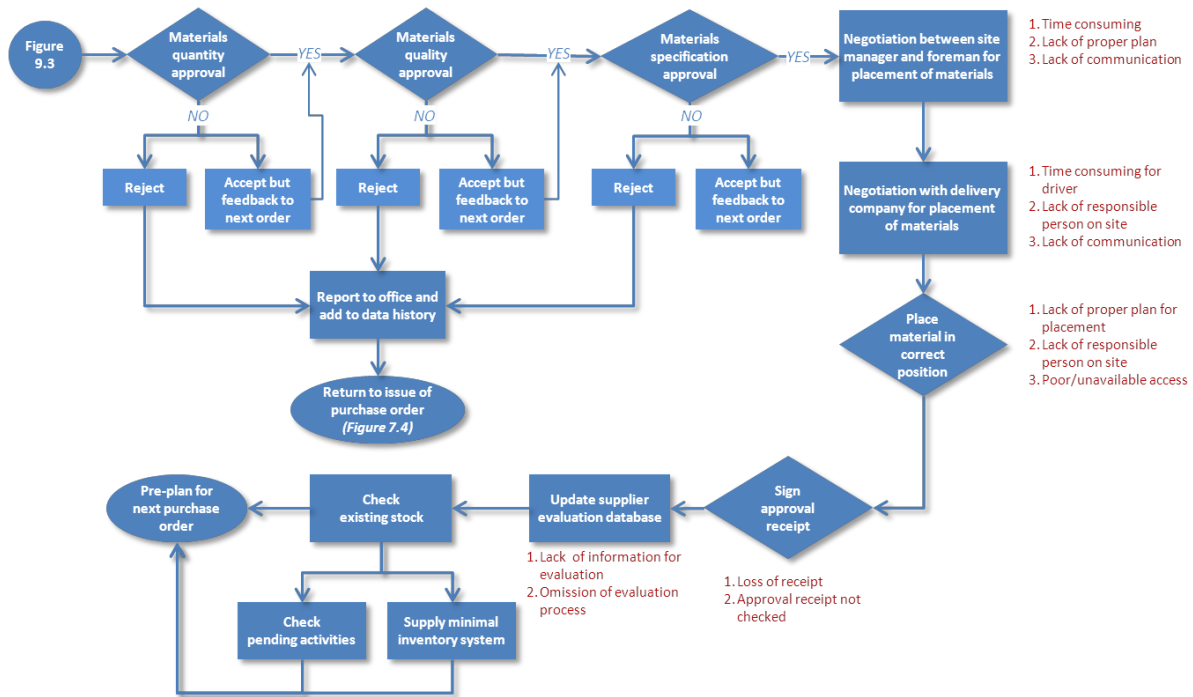 Figure
9.3
Materials
quantity
approval
YES
Materials
quality
approval
YES
Materials
specification
approval
YES
Negotiation between site
manager and foreman for
placement of materials
1. Time consuming
2. Lack of proper plan
3. Lack of communication
NO
NO
NO
Reject
Accept but
feedback to
next order
Reject
Accept but
feedback to
next order
Reject
Accept but
feedback to
next order
Negotiation with delivery
company for placement
of materials
1. Time consuming for
driver
2. Lack of responsible
person on site
3. Lack of communication
Report to office and
add to data history
Place
material in
correct
position
1. Lack of proper plan for
placement
2. Lack of responsible
person on site
3. Poor/unavailable access
Return to issue of
purchase order
(Figure 7.4)
Pre-plan for
next purchase
order
Check
existing stock
Update supplier
evaluation database
Sign
approval
receipt
1. Lack of information for
evaluation
2. Omission of evaluation
process
1. Loss of receipt
2. Approval receipt not
checked
Check
pending activities
Supply minimal
inventory system